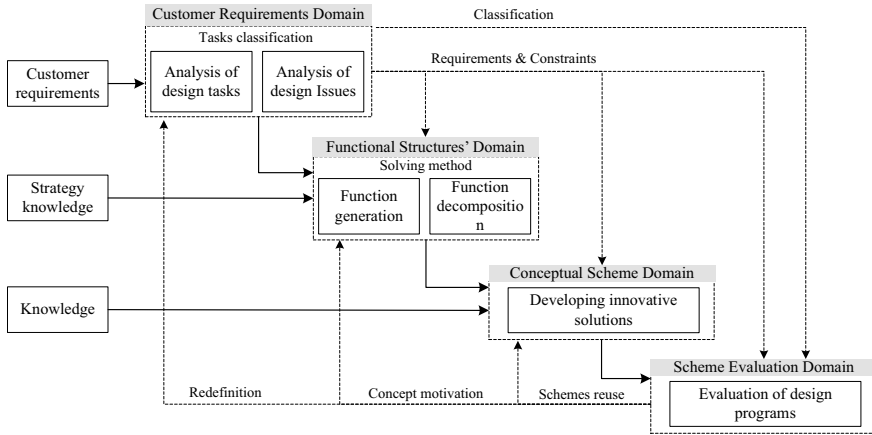 Customer Requirements Domain
Classification
Tasks classification
Analysis of
design tasks
Analysis of
design Issues
Requirements & Constraints
Customer
requirements
Functional Structures' Domain
Solving method
Strategy
knowledge
Function
generation
Function
decompositio
n
Conceptual Scheme Domain
Knowledge
Developing innovative
solutions
Scheme Evaluation Domain
Redefinition
Concept motivation
Schemes reuse
Evaluation of design
programs